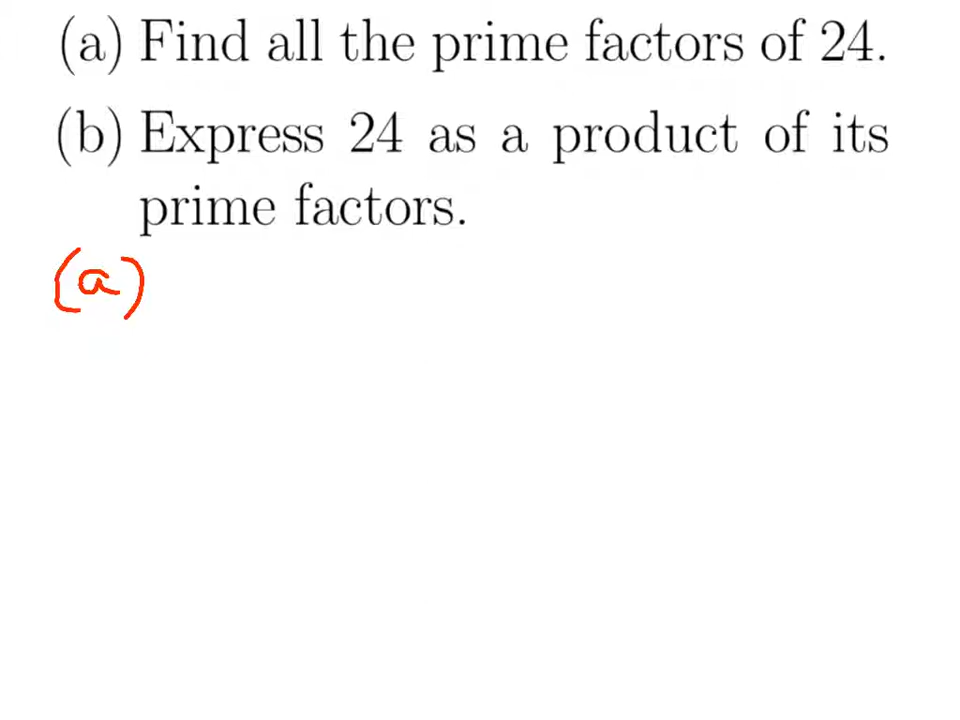 (a) Find all the prime factors of 24.
(b) Express 24 as a product of its
prime factors.
(a)